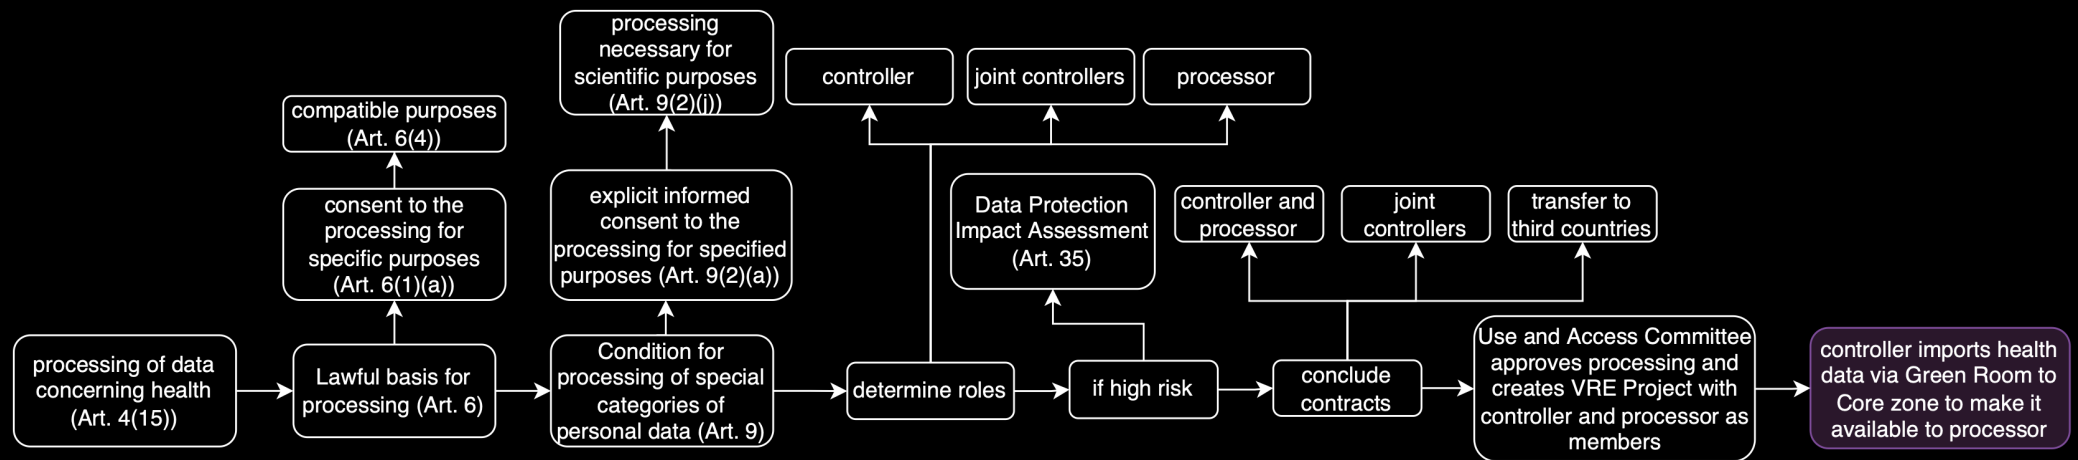 processing
necessary for
scientific purposes
(Art. 9(2)(j))
controller
joint controllers
processor
compatible purposes
(Art. 6(4))
consent to the
processing for
specific purposes
(Art. 6(1)(a))
explicit informed
consent to the
processing for specified
purposes (Art. 9(2)(a))
Data Protection
Impact Assessment
(Art. 35)
controller and
processor
joint
controllers
transfer to
third countries
processing of data
concerning health
(Art. 4(15))
Lawful basis for
processing (Art. 6)
Condition for
processing of special
categories of
personal data (Art. 9)
determine roles
if high risk
conclude
contracts
Use and Access Committee
approves processing and
creates VRE Project with
controller and processor as
members
controller imports health
data via Green Room to
Core zone to make it
available to processor